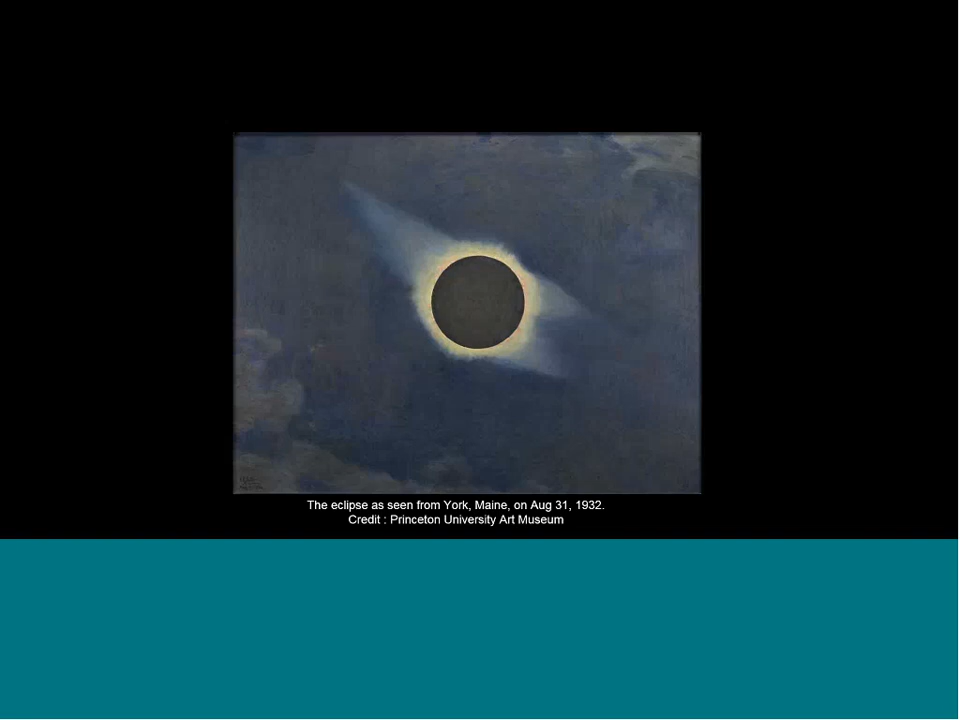 The eclipse as seen from York, Maine, on Aug 31, 1932.
Credit : Princeton University Art Museum